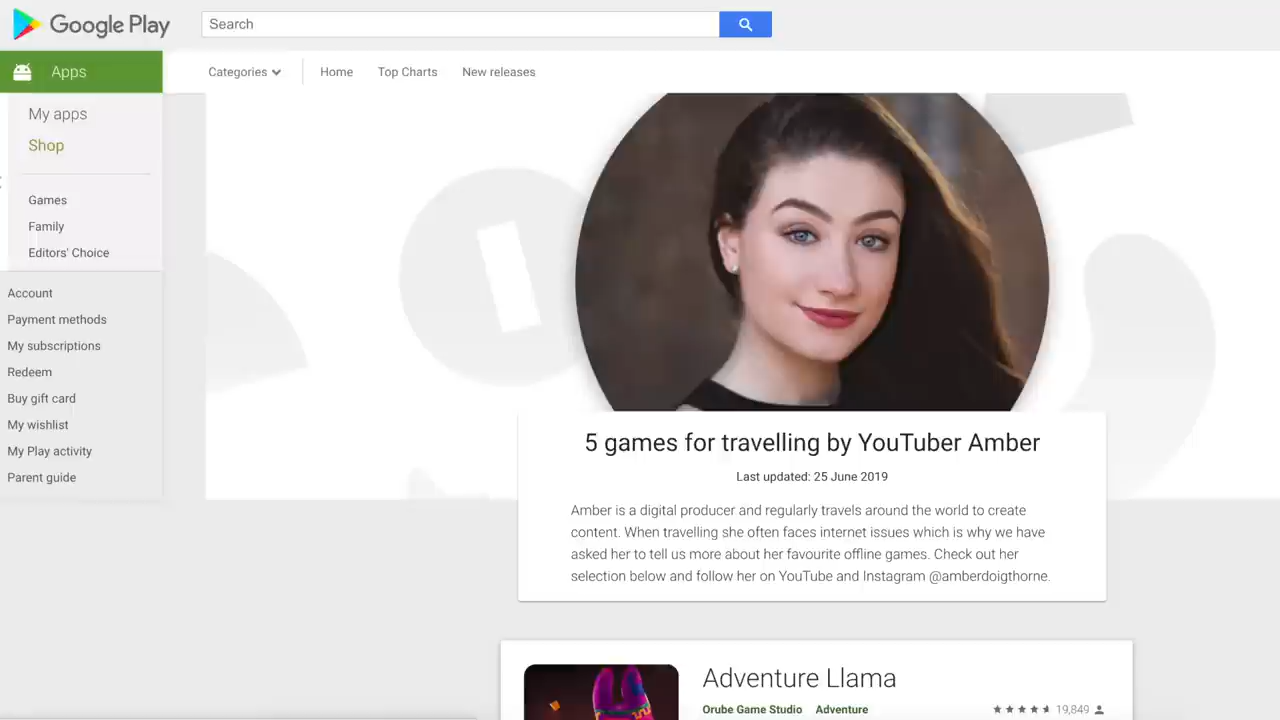 Google Play
Search
Apps
Categories
Home
Top Charts
New releases
My apps
Shop
Games
Family
Editors' Choice
Account
Payment methods
My subscriptions
Redeem
Buy gift card
My wishlist
My Play activity
Parent guide
5 games for travelling by YouTuber Amber
Last updated: 25 June 2019
Amber is a digital producer and regularly travels around the world to create
content. When travelling she often faces internet issues which is why we have
asked her to tell us more about her favourite offline games. Check out her
selection below and follow her on YouTube and Instagram @amberdoigthorne.
Adventure Llama
Orube Game Studio Adventure 19,849